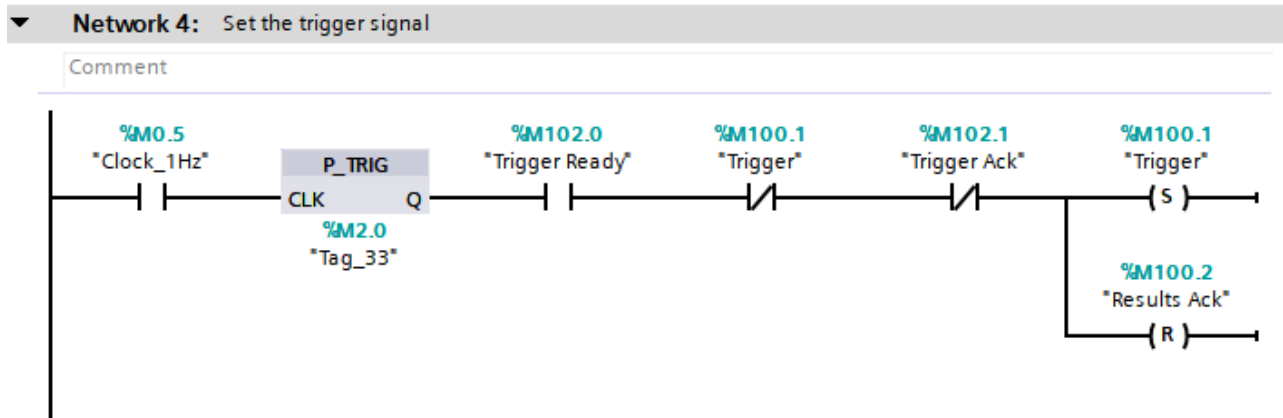 Network 4: Set the trigger signal
Comment
%M0.5
"Clock_1Hz"
P_TRIG
CLK Q
%M2.0
"Tag_33"
%M102.0
"Trigger Ready"
%M100.1
"Trigger"
%M102.1
"Trigger Ack"
%M100.1
"Trigger"
S
%M100.2
"Results Ack"
R